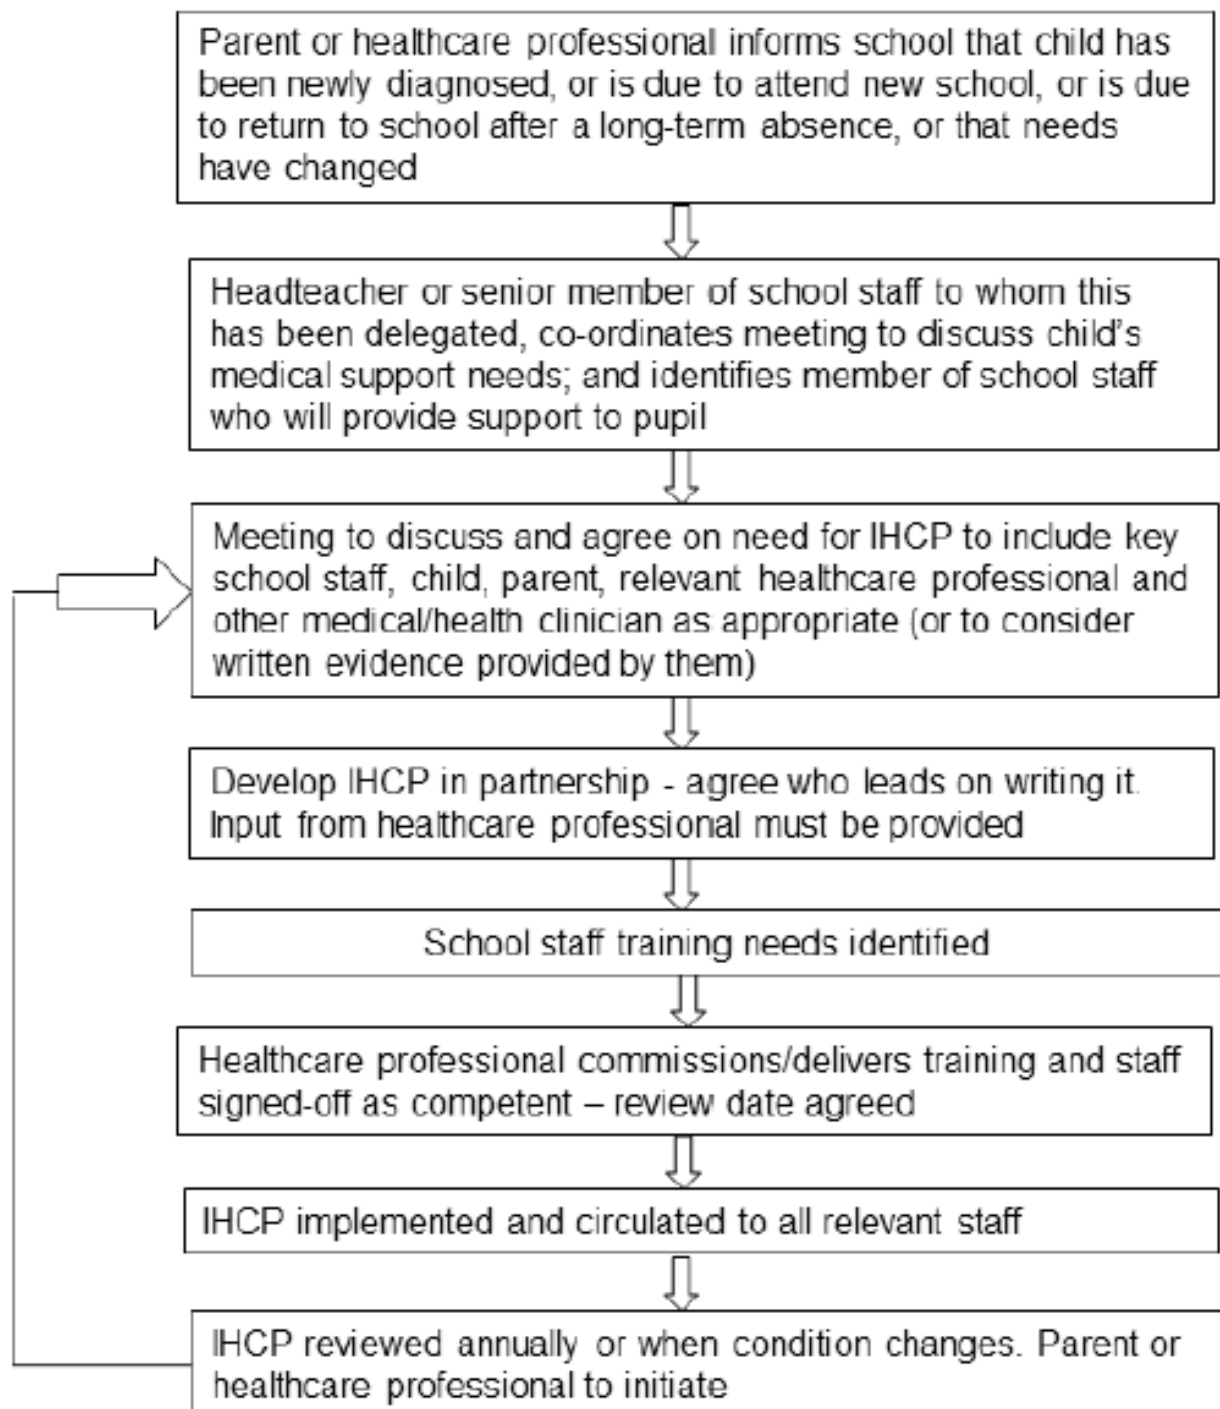 Parent or healthcare professional informs school that child has
been newly diagnosed, or is due to attend new school, or is due
to return to school after a long-term absence, or that needs
have changed
Headteacher or senior member of school staff to whom this
has been delegated, co-ordinates meeting to discuss child's
medical support needs; and identifies member of school staff
who will provide support to pupil
Meeting to discuss and agree on need for IHCP to include key
school staff, child, parent, relevant healthcare professional and
other medical/health clinician as appropriate (or to consider
written evidence provided by them)
Develop IHCP in partnership - agree who leads on writing it.
Input from healthcare professional must be provided
School staff training needs identified
Healthcare professional commissions/delivers training and staff
signed-off as competent – review date agreed
IHCP implemented and circulated to all relevant staff
IHCP reviewed annually or when condition changes. Parent or
healthcare professional to initiate